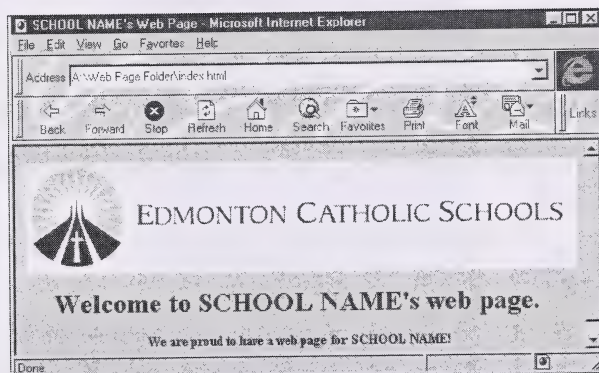 SCHOOL NAME's Web Page - Microsoft Internet Explorer
File Edit View Go Favorites Help
Address A:\Web Page Folder\index.html
Back Forward Stop Refresh Home Search Favorites Print Font Mail Links
EDMONTON CATHOLIC SCHOOLS
Welcome to SCHOOL NAME's web page.
We are proud to have a web page for SCHOOL NAME!
Done